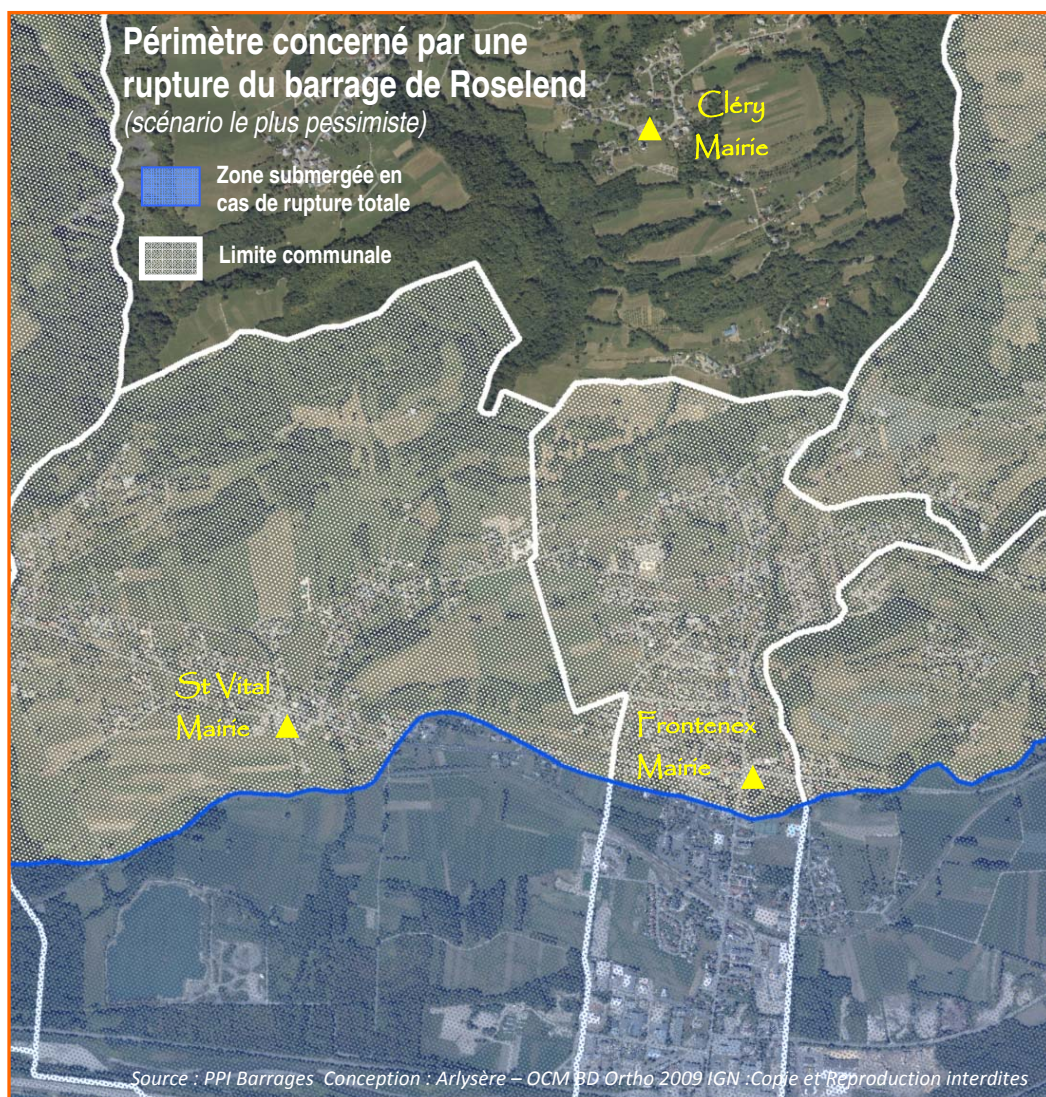 Périmètre concerné par une
rupture du barrage de Roselend
(scénario le plus pessimiste)
Zone submergée en
cas de rupture totale
Limite communale
Cléry
Mairie
St Vital
Mairie
Frontenex
Mairie
Source : PPI Barrages Conception : Arlysère – OCM BD Ortho 2009 IGN :Copie et Reproduction interdites